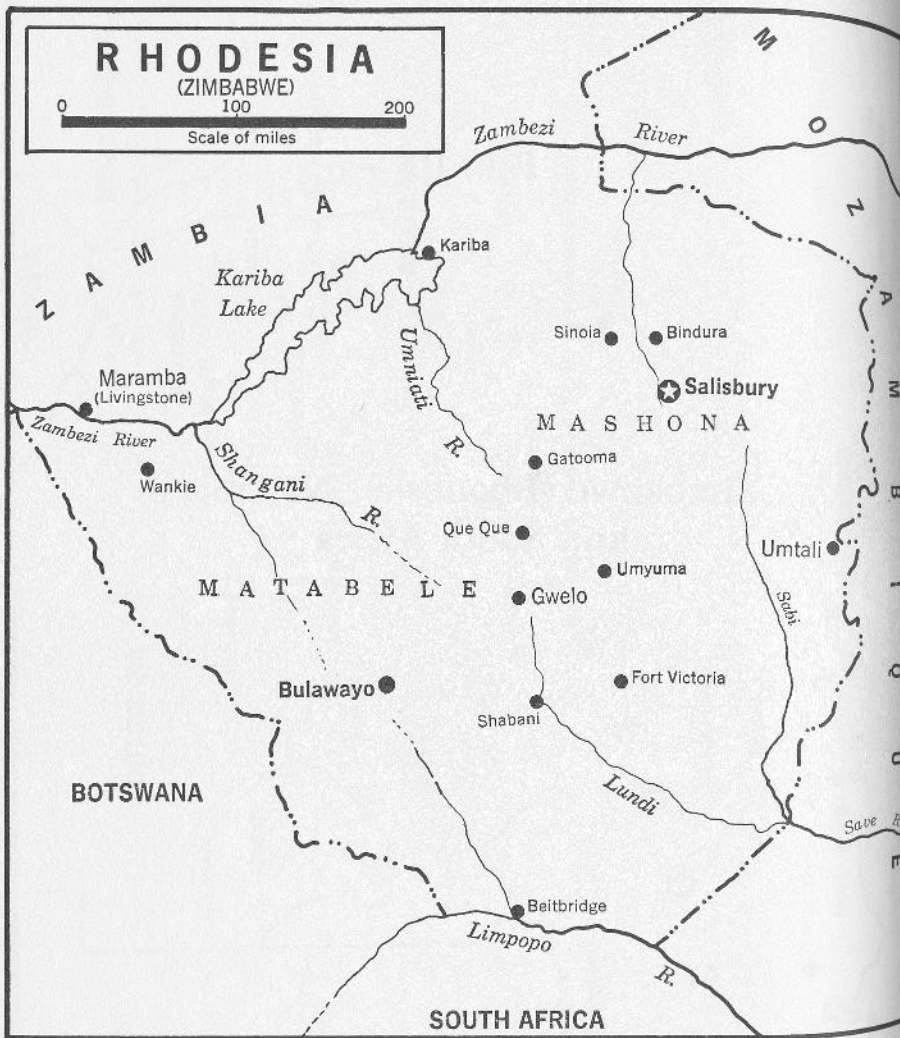 RHODESIA
(ZIMBABWE)
0 100 200
Scale of miles
MOZAMBIQUE
Zambezi River
ZAMBIA
Kariba
Kariba
Lake
Sinoia
Bindura
Umniati R.
Salisbury
Maramba
(Livingstone)
MASHONA
Zambezi River
Gatooma
Wankie
Shangani R.
Que Que
Umtali
Umyuma
MATABELE
Gwelo
Sabi
Bulawayo
Fort Victoria
Shabani
BOTSWANA
Lundi
Save R
Beitbridge
Limpopo R.
SOUTH AFRICA